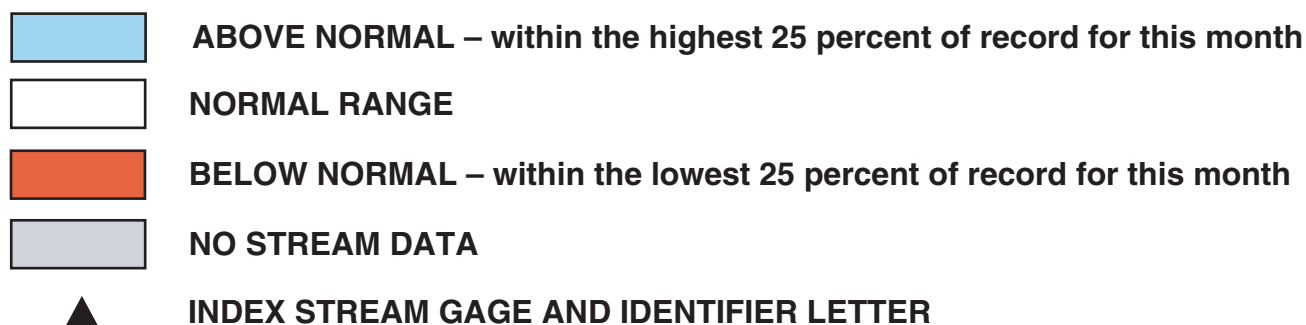 ABOVE NORMAL – within the highest 25 percent of record for this month
NORMAL RANGE
BELOW NORMAL – within the lowest 25 percent of record for this month
NO STREAM DATA
INDEX STREAM GAGE AND IDENTIFIER LETTER